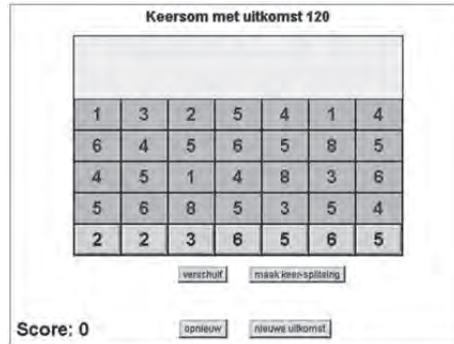 Keersom met uitkomst 120
1 3 2 5 4 1 4
6 4 5 6 5 8 5
4 5 1 4 8 3 6
5 6 8 5 3 5 4
2 2 3 6 5 6 5
verschuif maak keer-splitsing
Score: 0 opnieuw nieuwe uitkomst